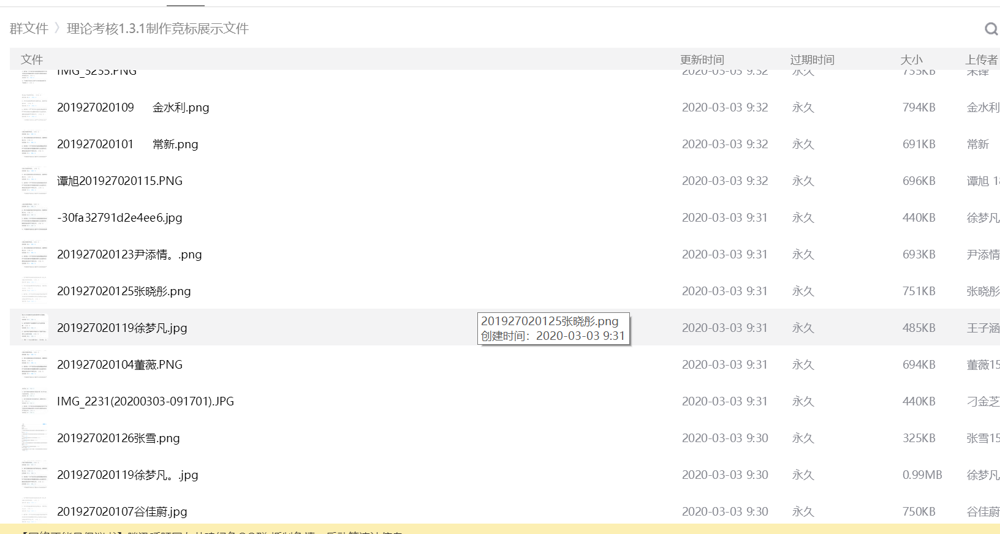 群文件 〉 理论考核1.3.1制作竞标展示文件
文件 更新时间 过期时间 大小 上传者
IMG_3235.PNG 2020-03-03 9:32 永久 735KB
201927020109 金水利.png 2020-03-03 9:32 永久 794KB 金水利
201927020101 常新.png 2020-03-03 9:32 永久 691KB 常新
谭旭201927020115.PNG 2020-03-03 9:32 永久 696KB 谭旭 18
-30fa32791d2e4ee6.jpg 2020-03-03 9:31 永久 440KB 徐梦凡
201927020123尹添情。.png 2020-03-03 9:31 永久 693KB 尹添情
201927020125张晓彤.png 2020-03-03 9:31 永久 751KB 张晓彤
201927020119徐梦凡.jpg 2020-03-03 9:31 永久 485KB 王子涵
201927020125张晓彤.png
创建时间：2020-03-03 9:31
201927020104董薇.PNG 2020-03-03 9:31 永久 694KB 董薇15
IMG_2231(20200303-091701).JPG 2020-03-03 9:31 永久 440KB 刁金芝
201927020126张雪.png 2020-03-03 9:30 永久 325KB 张雪15
201927020119徐梦凡。.jpg 2020-03-03 9:30 永久 0.99MB 徐梦凡
201927020107谷佳蔚.jpg 2020-03-03 9:30 永久 750KB 谷佳蔚